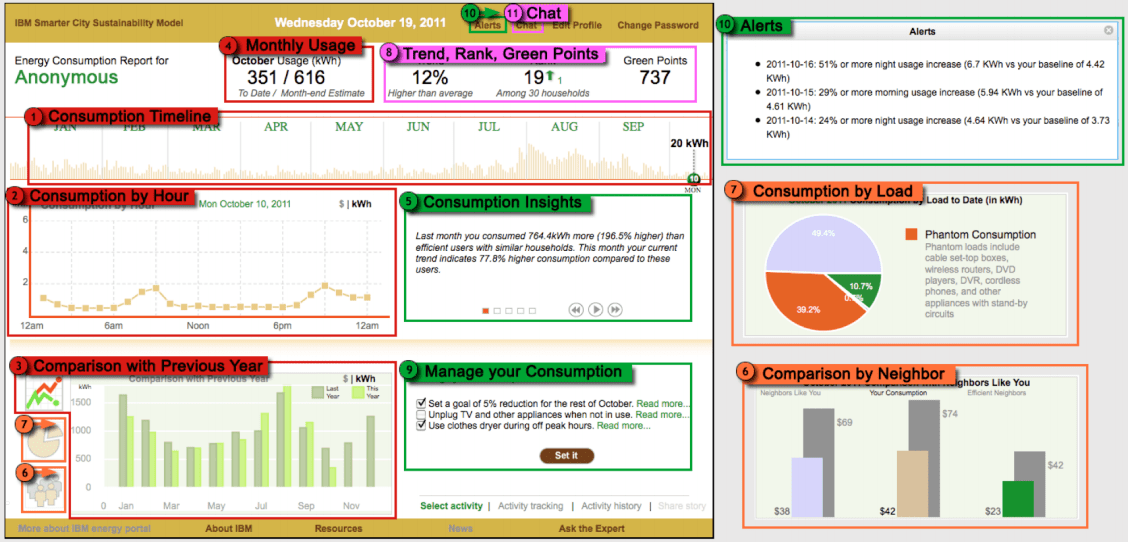 IBM Smarter City Sustainability Model
Wednesday October 19, 2011
10
Alerts
11 Chat
Chat
Edit Profile
Change Password
Energy Consumption Report for
Anonymous
4 Monthly Usage
October Usage (kWh)
351 / 616
To Date / Month-end Estimate
8 Trend, Rank, Green Points
12%
Higher than average
19 1
Among 30 households
Green Points
737
1 Consumption Timeline
JAN FEB MAR APR MAY JUN JUL AUG SEP
20 kWh
10
MON
2 Consumption by Hour
Consumption by Hour
Mon October 10, 2011
$ | kWh
6
4
2
12am 6am Noon 6pm 12am
5 Consumption Insights
Last month you consumed 764.4kWh more (196.5% higher) than
efficient users with similar households. This month your current
trend indicates 77.8% higher consumption compared to these
users.
3 Comparison with Previous Year
Comparison with Previous Year
$ | kWh
kWh
Last Year
This Year
1500
1000
500
0
0 Jan Mar May Jul Sep Nov
7
6
9 Manage your Consumption
Set a goal of 5% reduction for the rest of October. Read more...
Unplug TV and other appliances when not in use. Read more...
Use clothes dryer during off peak hours. Read more...
Set it
Select activity | Activity tracking | Activity history | Share story
More about IBM energy portal
About IBM
Resources
News
Ask the Expert
10 Alerts
Alerts
2011-10-16: 51% or more night usage increase (6.7 KWh vs your baseline of 4.42
KWh)
2011-10-15: 29% or more morning usage increase (5.94 KWh vs your baseline of
4.61 KWh)
2011-10-14: 24% or more night usage increase (4.64 KWh vs your baseline of 3.73
KWh)
7 Consumption by Load
Consumption by Load to Date (in kWh)
49.4%
10.7%
39.2%
Phantom Consumption
Phantom loads include
cable set-top boxes,
wireless routers, DVD
players, DVR, cordless
phones, and other
appliances with stand-by
circuits
6 Comparison by Neighbor
October 2011 Comparison with Neighbors Like You
Neighbors Like You
Your Consumption
Efficient Neighbors
$69
$74
$42
$38
$42
$23